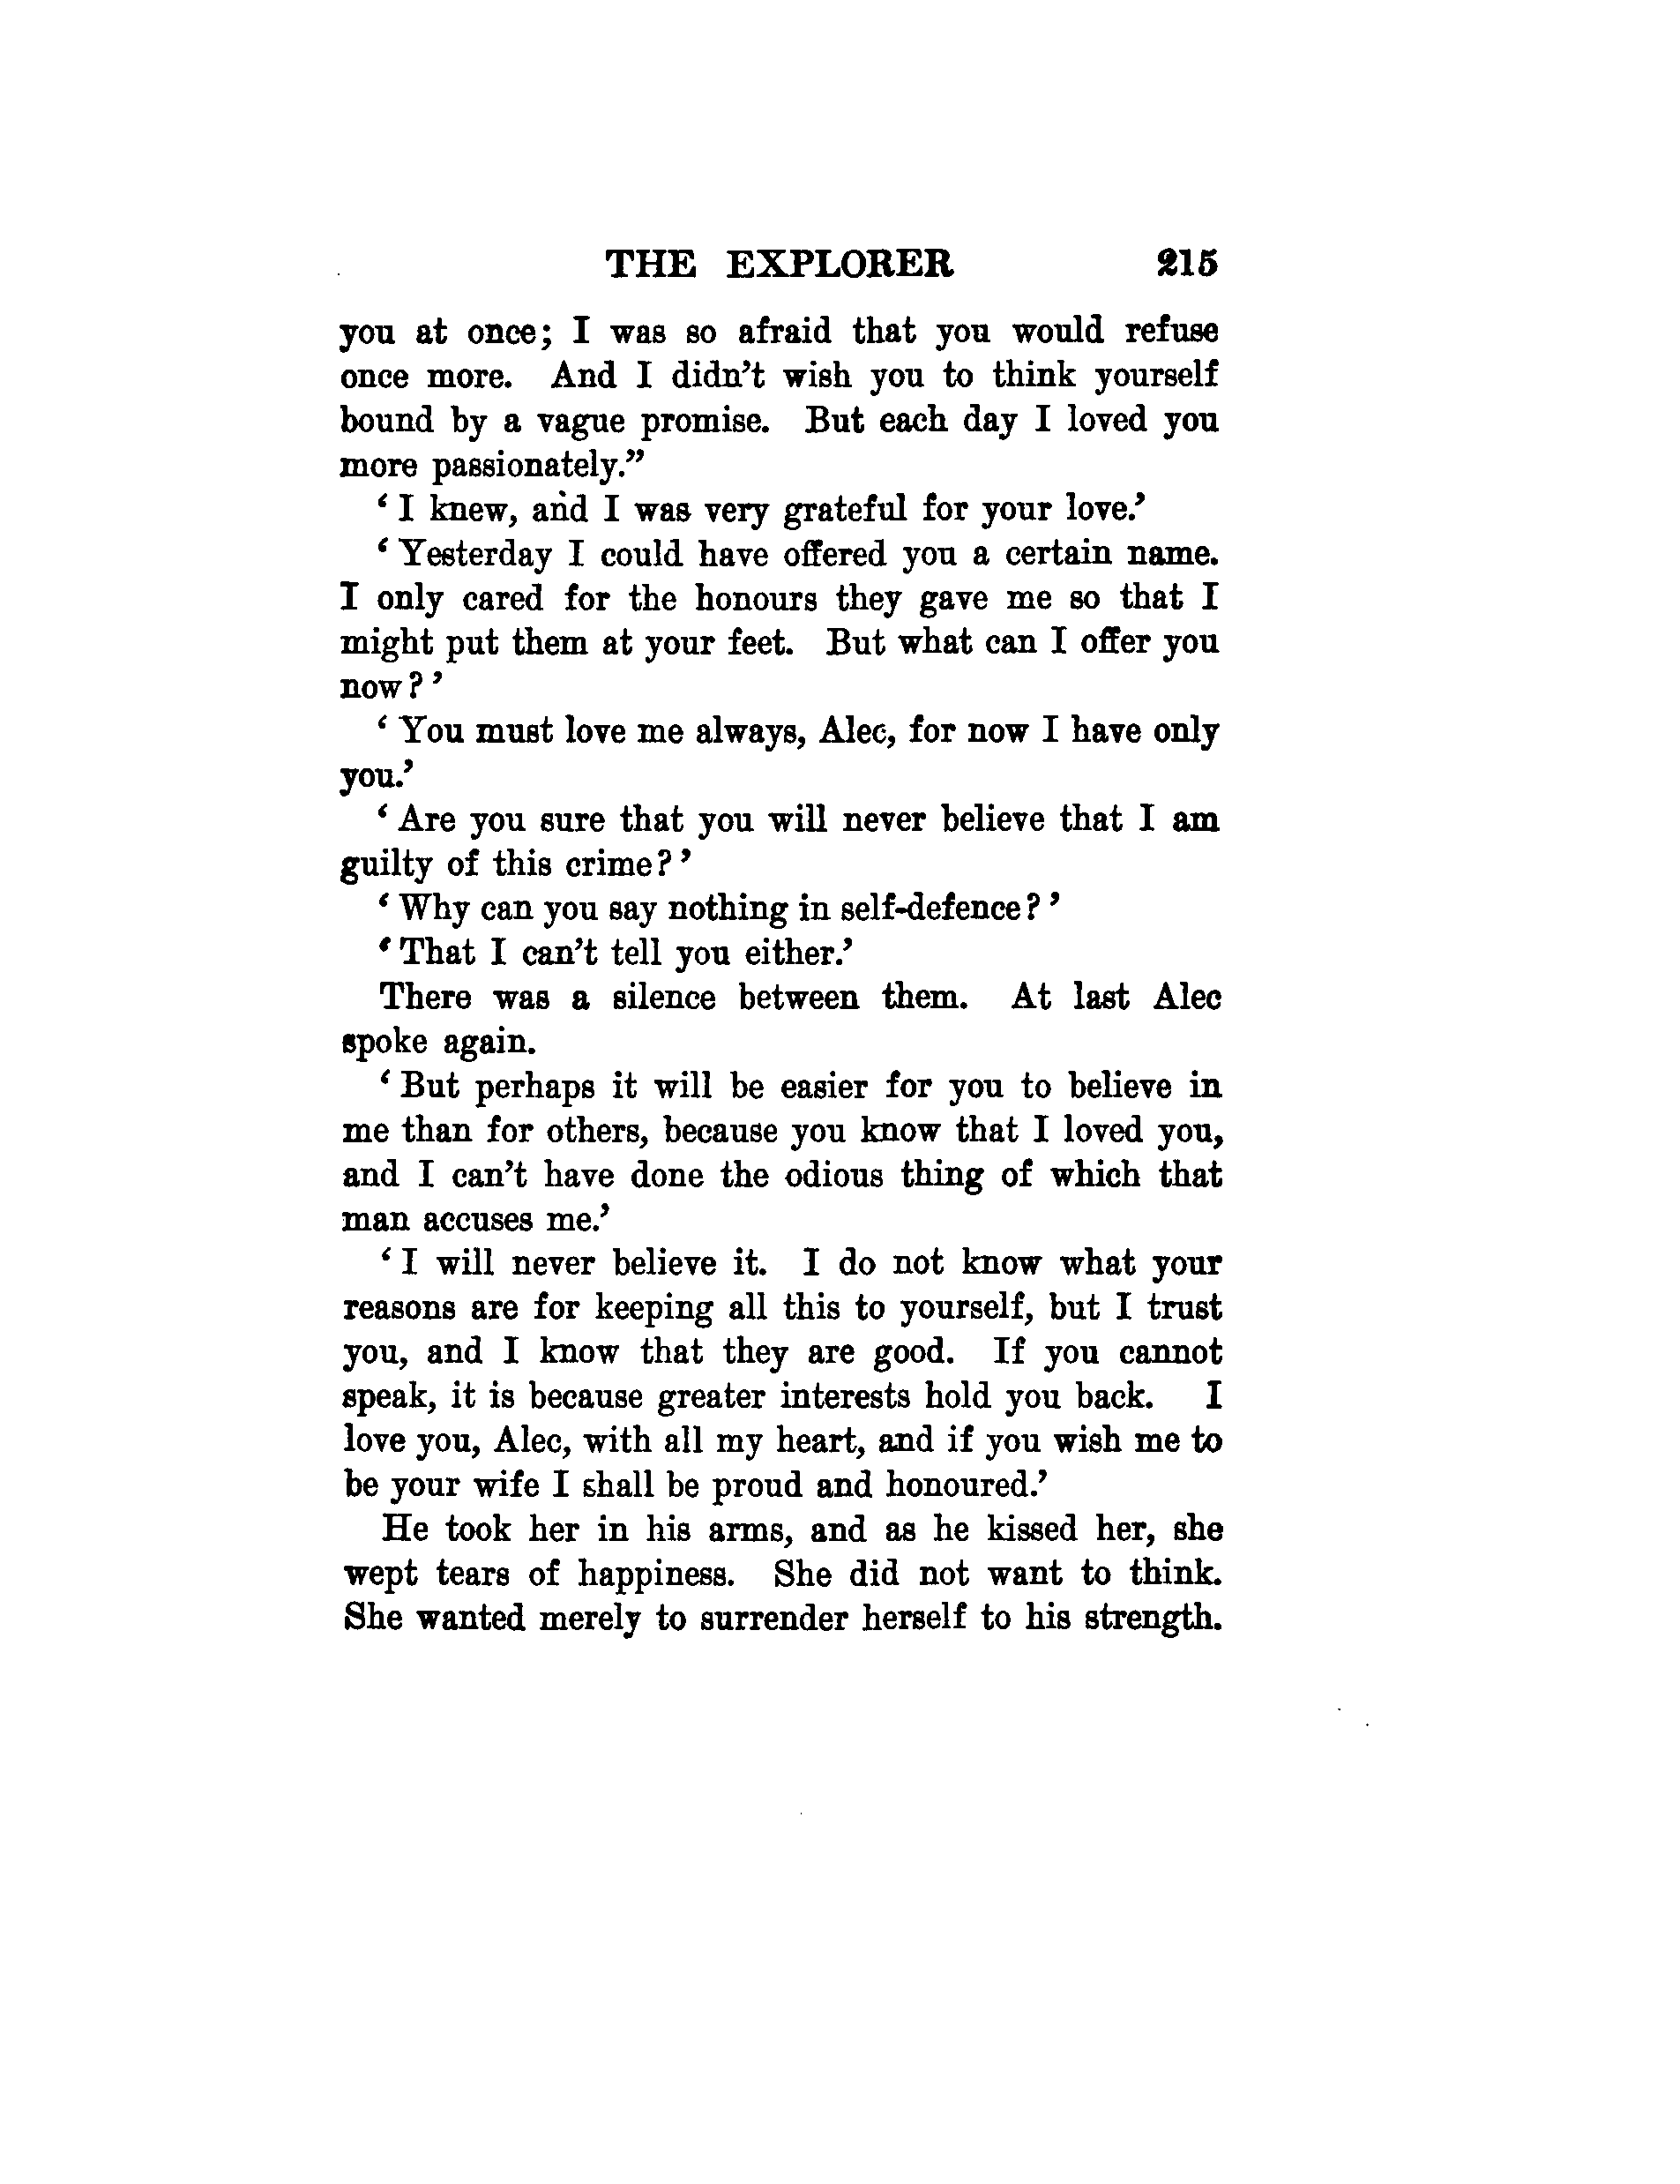 THE EXPLORER 215
you at once; I was so afraid that you would refuse
once more. And I didn't wish you to think yourself
bound by a vague promise. But each day I loved you
more passionately.”
‘ I knew, and I was very grateful for your love.’
‘ Yesterday I could have offered you a certain name.
I only cared for the honours they gave me so that I
might put them at your feet. But what can I offer you
now? ’
‘ You must love me always, Alec, for now I have only
you.’
‘ Are you sure that you will never believe that I am
guilty of this crime? ’
‘ Why can you say nothing in self-defence? ’
‘ That I can't tell you either.’
There was a silence between them. At last Alec
spoke again.
‘ But perhaps it will be easier for you to believe in
me than for others, because you know that I loved you,
and I can't have done the odious thing of which that
man accuses me.’
‘ I will never believe it. I do not know what your
reasons are for keeping all this to yourself, but I trust
you, and I know that they are good. If you cannot
speak, it is because greater interests hold you back. I
love you, Alec, with all my heart, and if you wish me to
be your wife I shall be proud and honoured.’
He took her in his arms, and as he kissed her, she
wept tears of happiness. She did not want to think.
She wanted merely to surrender herself to his strength.